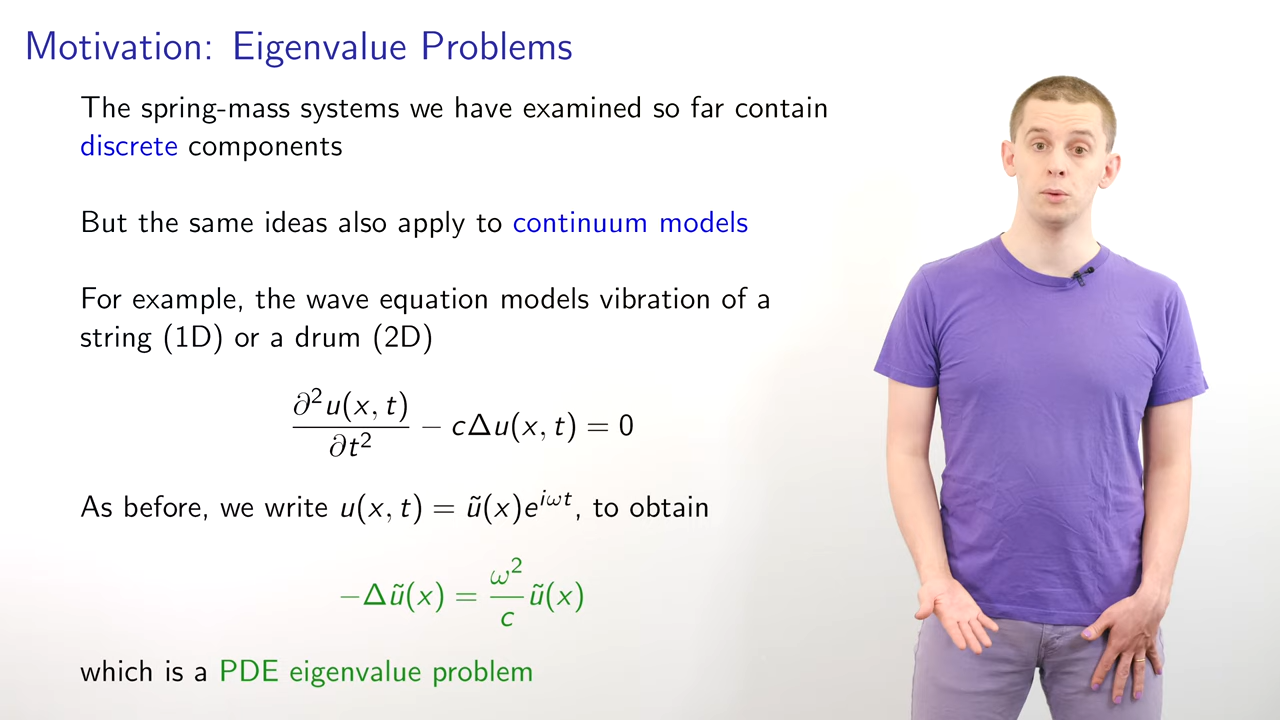 Motivation: Eigenvalue Problems
The spring-mass systems we have examined so far contain
discrete components
But the same ideas also apply to continuum models
For example, the wave equation models vibration of a
string (1D) or a drum (2D)
∂²u(x, t)/∂t² − cΔu(x, t) = 0
As before, we write u(x, t) = ũ(x)e^{iωt}, to obtain
−Δũ(x) = ω²/c ũ(x)
which is a PDE eigenvalue problem